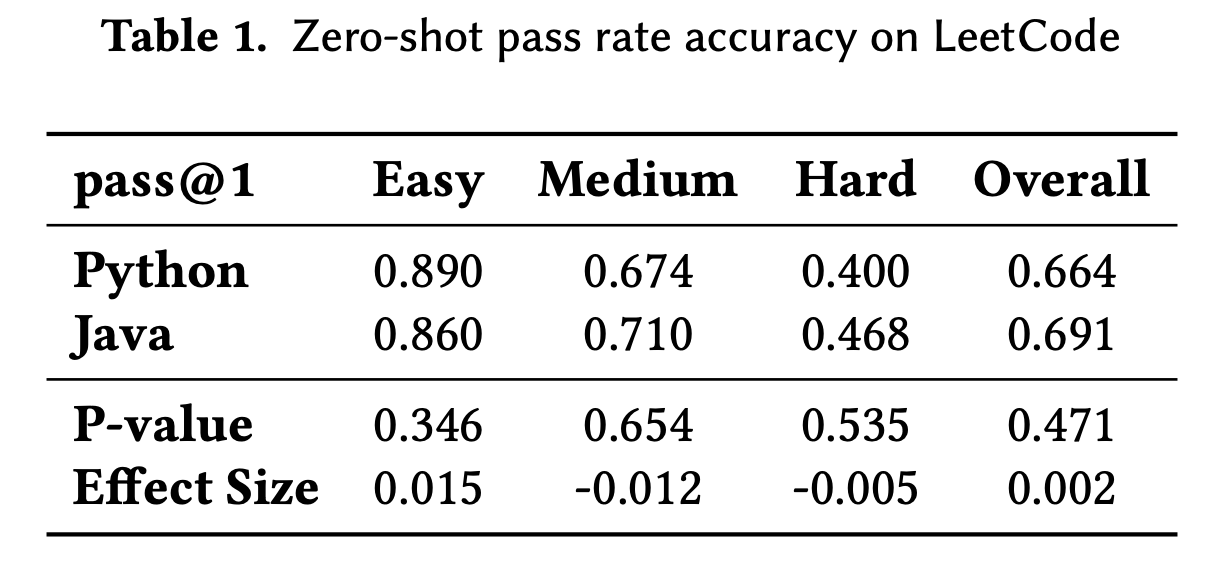 Table 1. Zero-shot pass rate accuracy on LeetCode
pass@1 Easy Medium Hard Overall
Python 0.890 0.674 0.400 0.664
Java 0.860 0.710 0.468 0.691
P-value 0.346 0.654 0.535 0.471
Effect Size 0.015 -0.012 -0.005 0.002